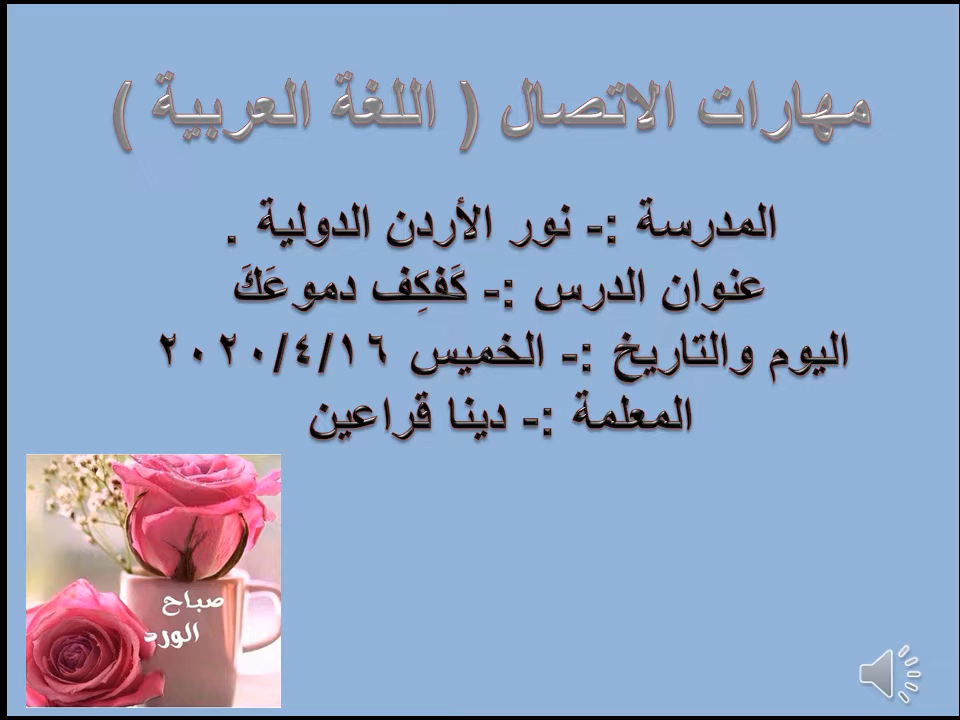 مهارات الاتصال ( اللغة العربية )
المدرسة :- نور الأردن الدولية .
عنوان الدرس :- كَفكِف دموعَكَ
اليوم والتاريخ :- الخميس ١٦/٤/٢٠٢٠
المعلمة :- دينا قراعين
صباح
الورد